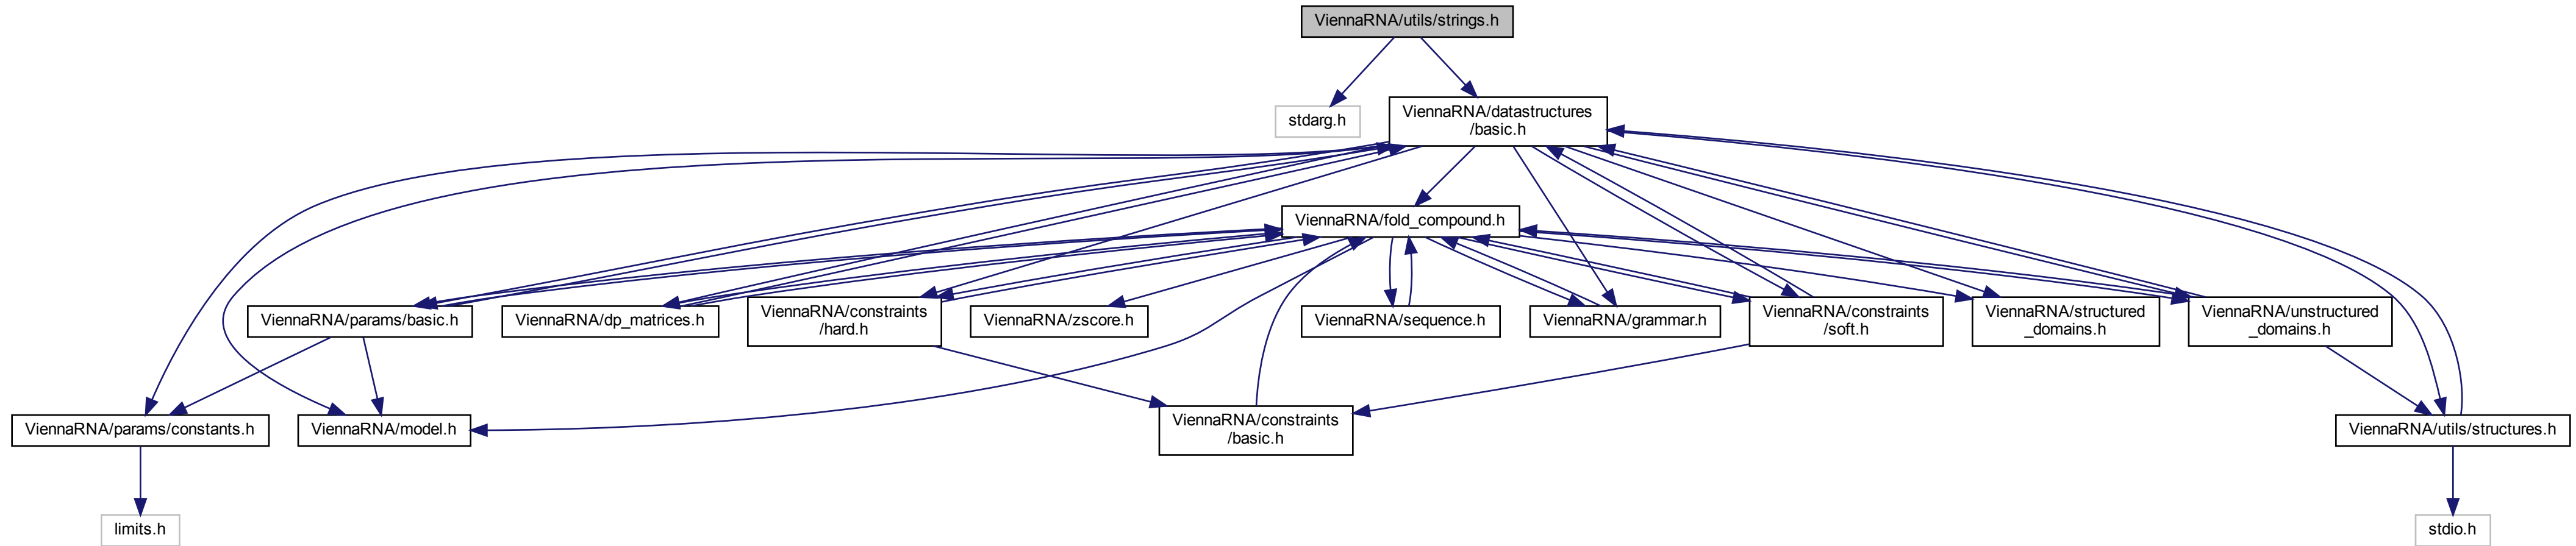 ViennaRNA/utils/strings.h
stdarg.h
ViennaRNA/datastructures
/basic.h
ViennaRNA/fold_compound.h
ViennaRNA/params/basic.h
ViennaRNA/dp_matrices.h
ViennaRNA/constraints
/hard.h
ViennaRNA/zscore.h
ViennaRNA/sequence.h
ViennaRNA/grammar.h
ViennaRNA/constraints
/soft.h
ViennaRNA/structured
_domains.h
ViennaRNA/unstructured
_domains.h
ViennaRNA/params/constants.h
ViennaRNA/model.h
ViennaRNA/constraints
/basic.h
ViennaRNA/utils/structures.h
limits.h
stdio.h